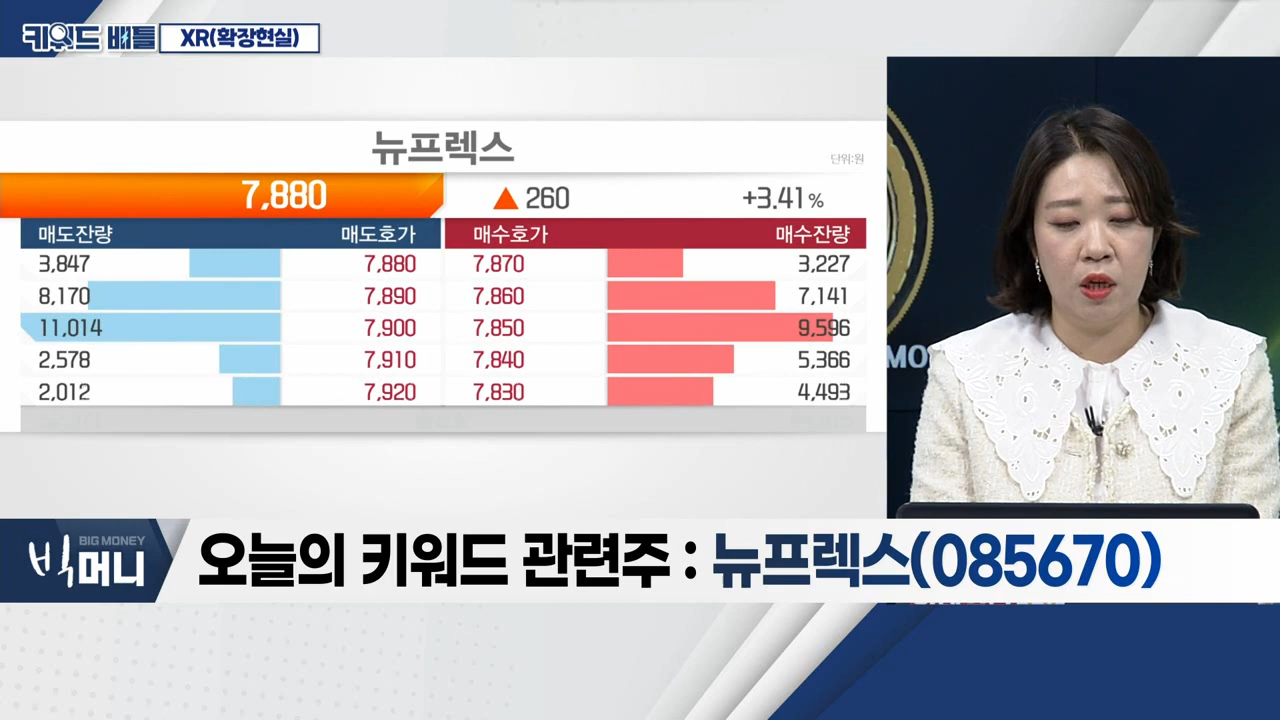 키워드 배틀 XR(확장현실)
뉴프렉스
단위:원
7,880 ▲ 260 +3.41%
매도잔량 매도호가 매수호가 매수잔량
3,847 7,880 7,870 3,227
8,170 7,890 7,860 7,141
11,014 7,900 7,850 9,596
2,578 7,910 7,840 5,366
2,012 7,920 7,830 4,493
MO
BIG MONEY
빅머니
오늘의 키워드 관련주 : 뉴프렉스(085670)